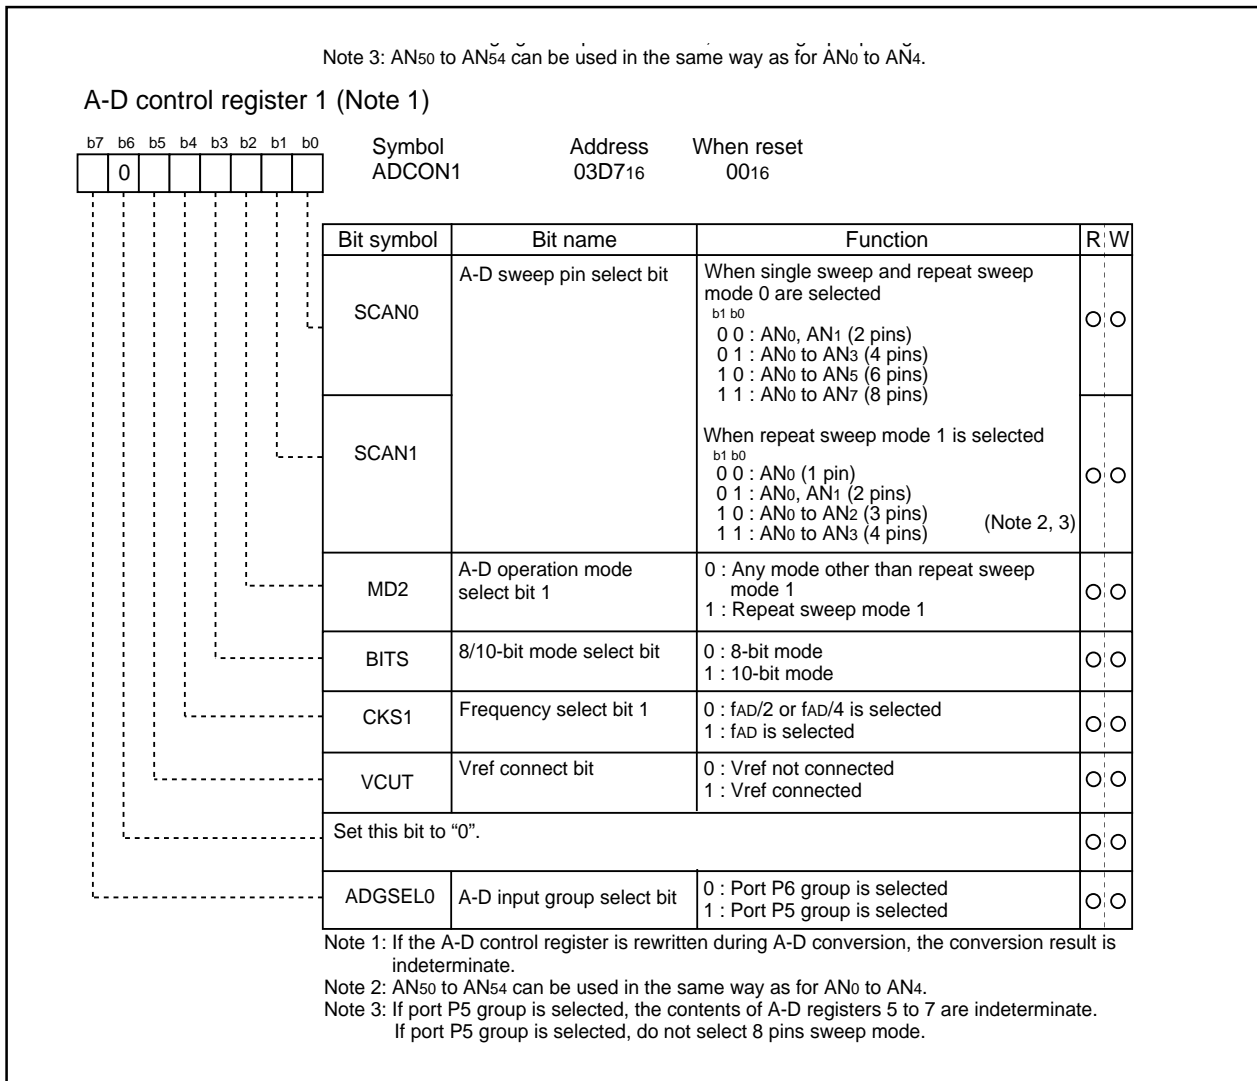 Note 3: AN50 to AN54 can be used in the same way as for AN0 to AN4.
A-D control register 1 (Note 1)
b7 b6 b5 b4 b3 b2 b1 b0
Symbol Address When reset
0 ADCON1 03D716 0016
Bit symbol Bit name Function R W
SCAN0 A-D sweep pin select bit When single sweep and repeat sweep
mode 0 are selected
b1 b0
0 0 : AN0, AN1 (2 pins)
0 1 : AN0 to AN3 (4 pins)
1 0 : AN0 to AN5 (6 pins)
1 1 : AN0 to AN7 (8 pins)
SCAN1 When repeat sweep mode 1 is selected
b1 b0
0 0 : AN0 (1 pin)
0 1 : AN0, AN1 (2 pins)
1 0 : AN0 to AN2 (3 pins)
1 1 : AN0 to AN3 (4 pins) (Note 2, 3)
MD2 A-D operation mode
select bit 1
0 : Any mode other than repeat sweep
mode 1
1 : Repeat sweep mode 1
BITS 8/10-bit mode select bit 0 : 8-bit mode
1 : 10-bit mode
CKS1 Frequency select bit 1 0 : fAD/2 or fAD/4 is selected
1 : fAD is selected
VCUT Vref connect bit 0 : Vref not connected
1 : Vref connected
Set this bit to “0”.
ADGSEL0 A-D input group select bit 0 : Port P6 group is selected
1 : Port P5 group is selected
Note 1: If the A-D control register is rewritten during A-D conversion, the conversion result is
indeterminate.
Note 2: AN50 to AN54 can be used in the same way as for AN0 to AN4.
Note 3: If port P5 group is selected, the contents of A-D registers 5 to 7 are indeterminate.
If port P5 group is selected, do not select 8 pins sweep mode.